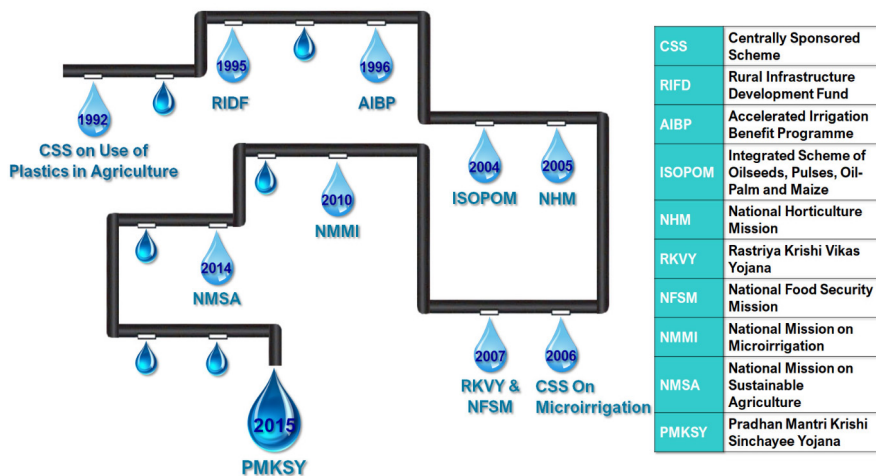 1992
CSS on Use of
Plastics in Agriculture
1995
RIDF
1996
AIBP
2004
ISOPOM
2005
NHM
2006
CSS On
Microirrigation
2007
RKVY &
NFSM
2010
NMMI
2014
NMSA
2015
PMKSY
CSS
Centrally Sponsored
Scheme
RIFD
Rural Infrastructure
Development Fund
AIBP
Accelerated Irrigation
Benefit Programme
ISOPOM
Integrated Scheme of
Oilseeds, Pulses, Oil-
Palm and Maize
NHM
National Horticulture
Mission
RKVY
Rastriya Krishi Vikas
Yojana
NFSM
National Food Security
Mission
NMMI
National Mission on
Microirrigation
NMSA
National Mission on
Sustainable
Agriculture
PMKSY
Pradhan Mantri Krishi
Sinchayee Yojana